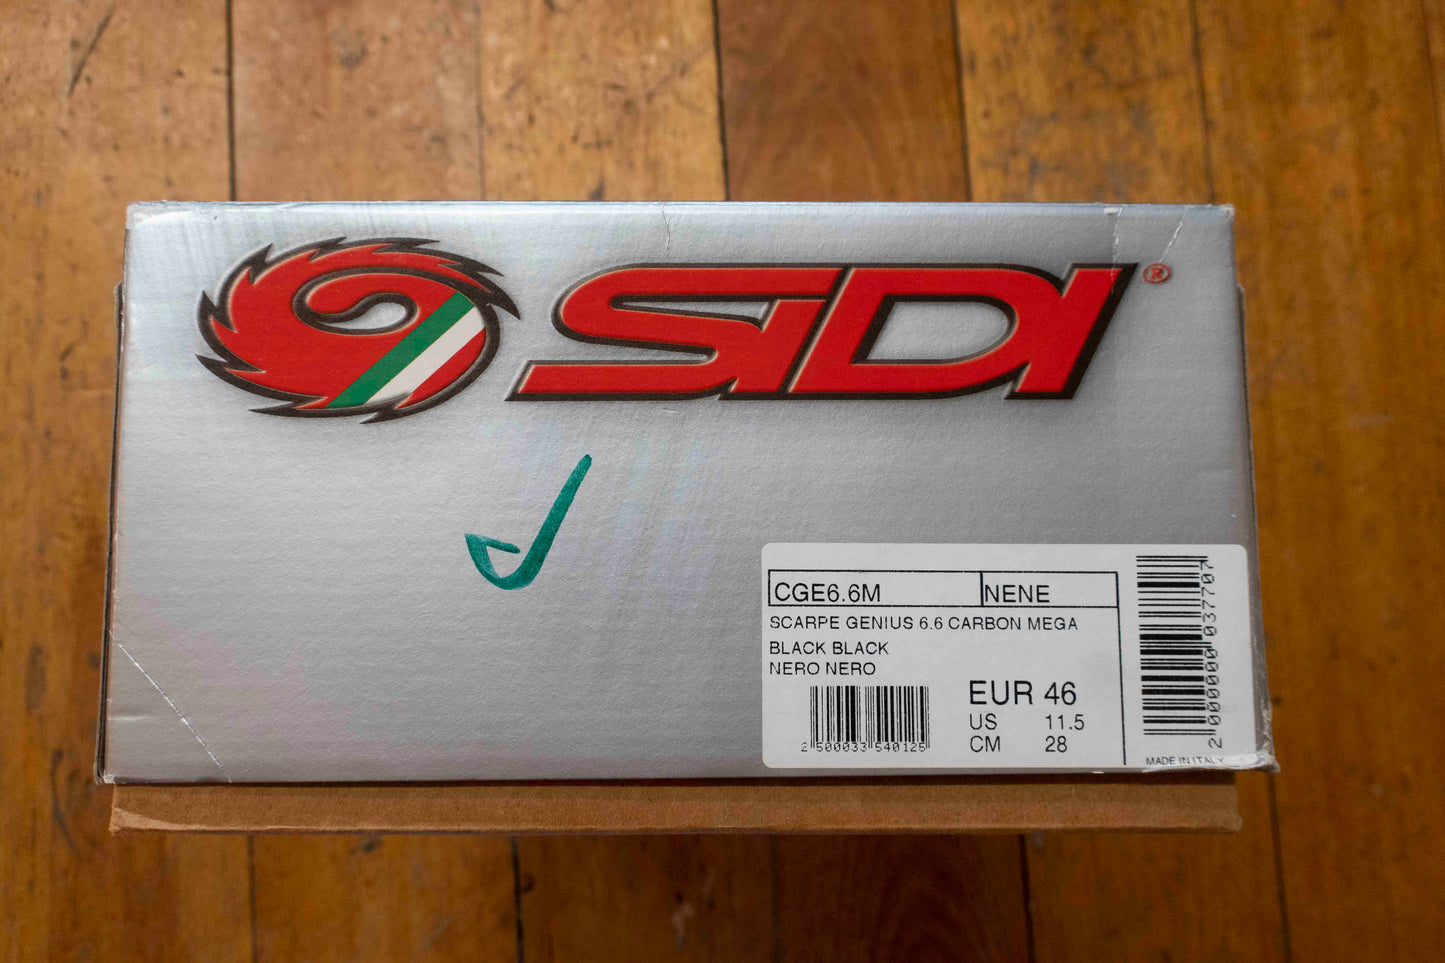 SIDI®
CGE6.6M NENE
SCARPE GENIUS 6.6 CARBON MEGA
BLACK BLACK
NERO NERO
EUR 46
US 11.5
CM 28
2 500033 540125
2 000000 037707
MADE IN ITALY